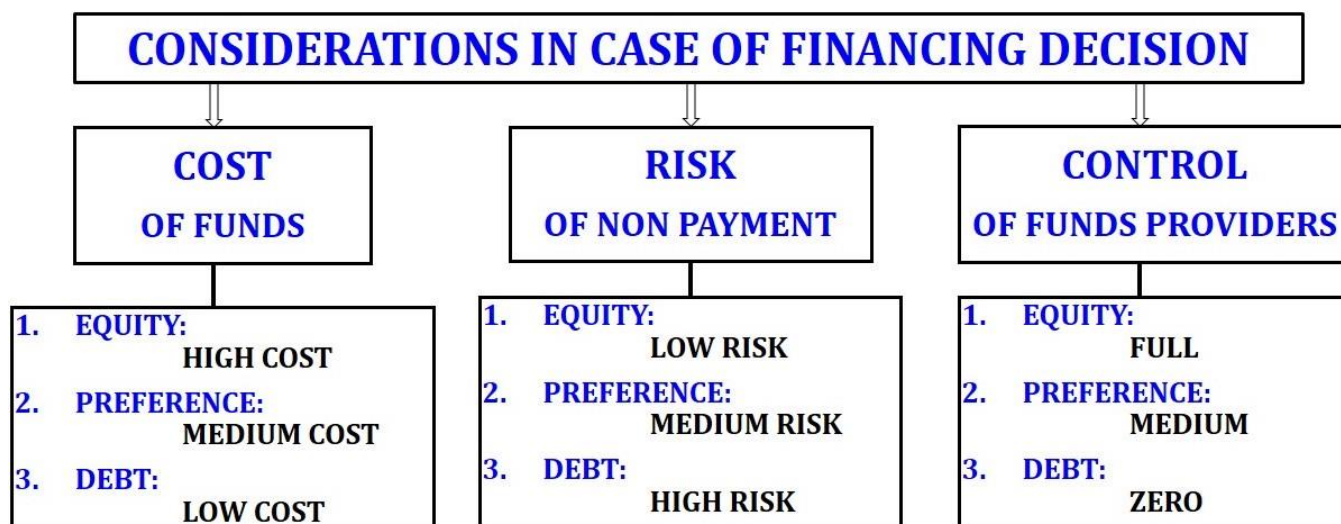 CONSIDERATIONS IN CASE OF FINANCING DECISION
COST
OF FUNDS
1. EQUITY:
HIGH COST
2. PREFERENCE:
MEDIUM COST
3. DEBT:
LOW COST
RISK
OF NON PAYMENT
1. EQUITY:
LOW RISK
2. PREFERENCE:
MEDIUM RISK
3. DEBT:
HIGH RISK
CONTROL
OF FUNDS PROVIDERS
1. EQUITY:
FULL
2. PREFERENCE:
MEDIUM
3. DEBT:
ZERO